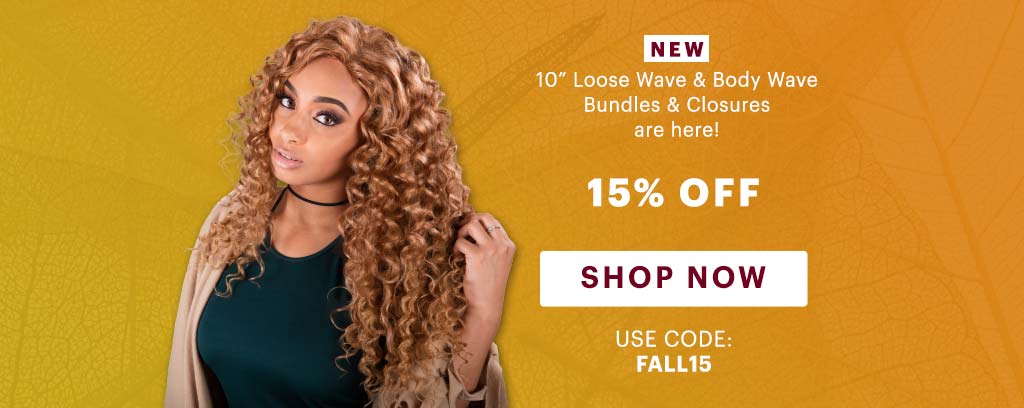 NEW
10” Loose Wave & Body Wave
Bundles & Closures
are here!
15% OFF
SHOP NOW
USE CODE:
FALL15